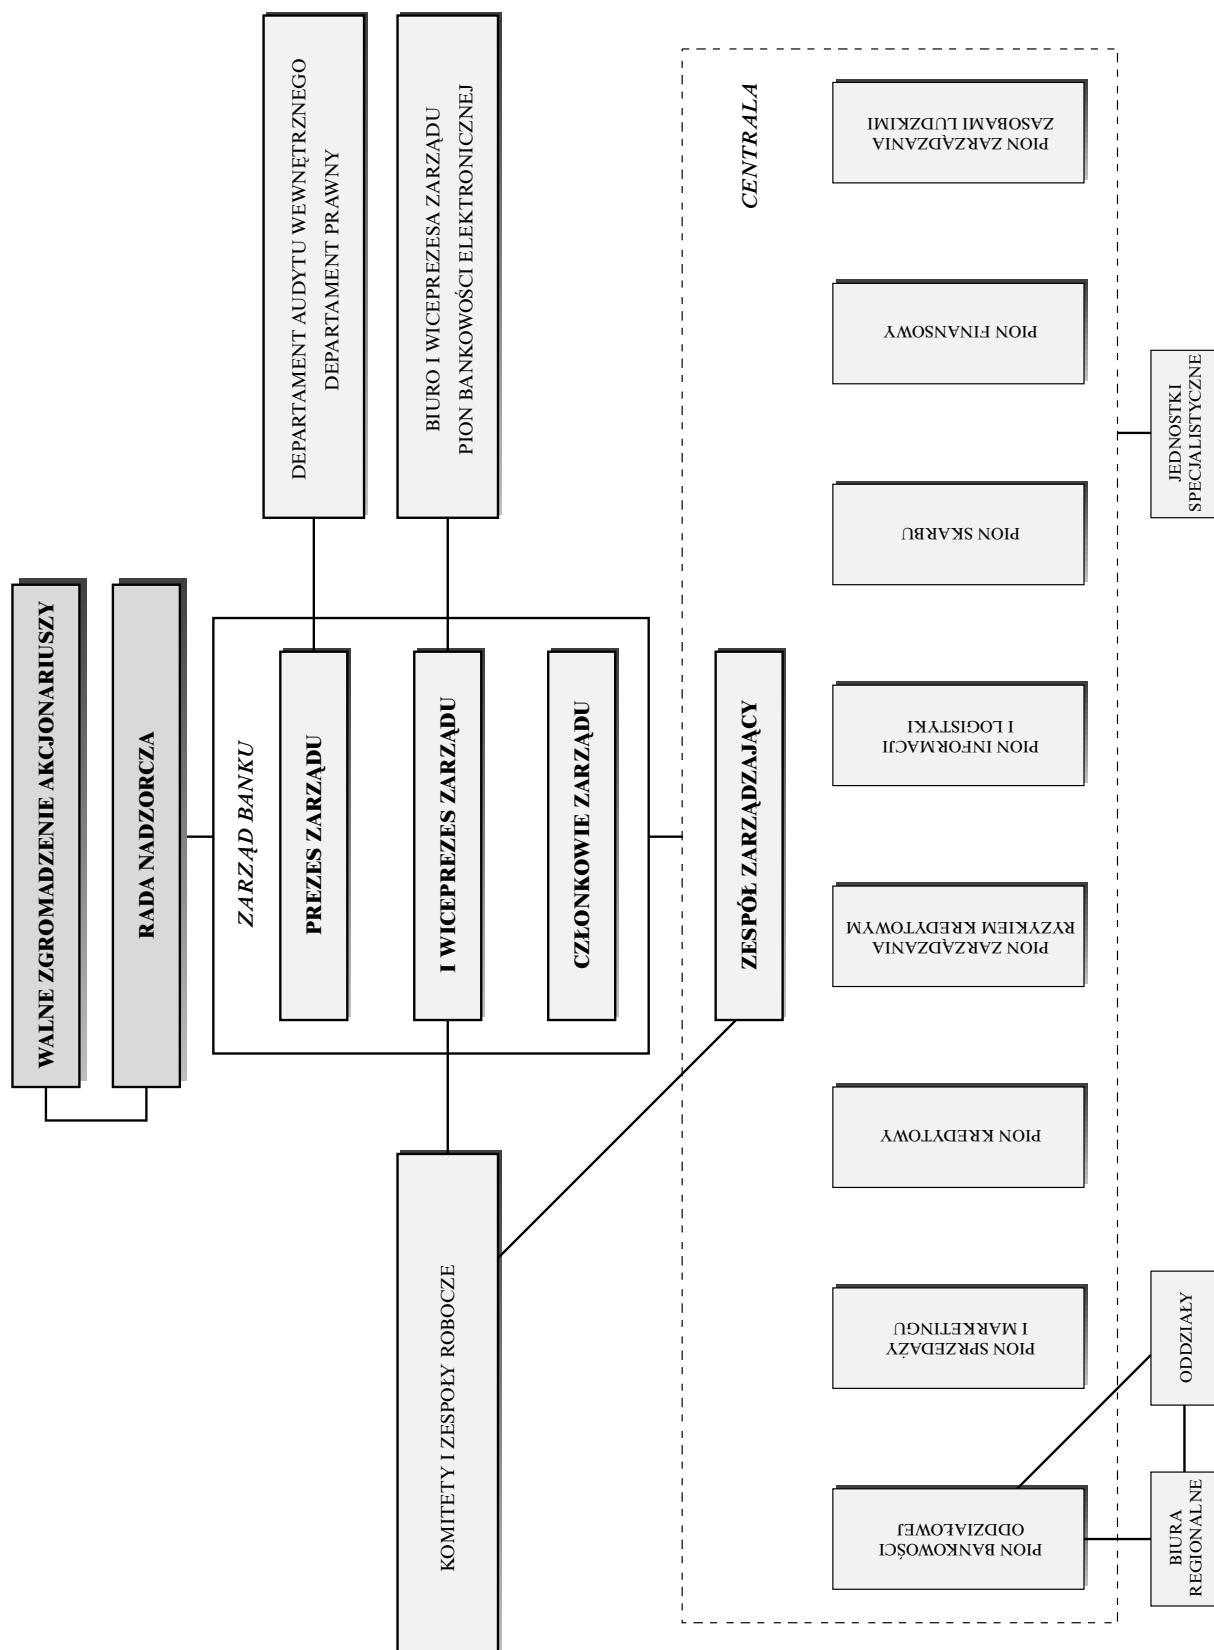 WALNE ZGROMADZENIE AKCJONARIUSZY
RADA NADZORCZA
ZARZĄD BANKU
PREZES ZARZĄDU
DEPARTAMENT AUDYTU WEWNĘTRZNEGO
DEPARTAMENT PRAWNY
KOMITETY I ZESPOŁY ROBOCZE
I WICEPREZES ZARZĄDU
BIURO I WICEPREZESA ZARZĄDU
PION BANKOWOŚCI ELEKTRONICZNEJ
CZŁONKOWIE ZARZĄDU
ZESPÓŁ ZARZĄDZAJĄCY
CENTRALA
PION BANKOWOŚCI
ODDZIAŁOWEJ
PION SPRZEDAŻY
I MARKETINGU
PION KREDYTOWY
PION ZARZĄDZANIA
RYZYKIEM KREDYTOWYM
PION INFORMACJI
I LOGISTYKI
PION SKARBU
PION FINANSOWY
PION ZARZĄDZANIA
ZASOBAMI LUDZKIMI
BIURA
REGIONALNE
ODDZIAŁY
JEDNOSTKI
SPECJALISTYCZNE